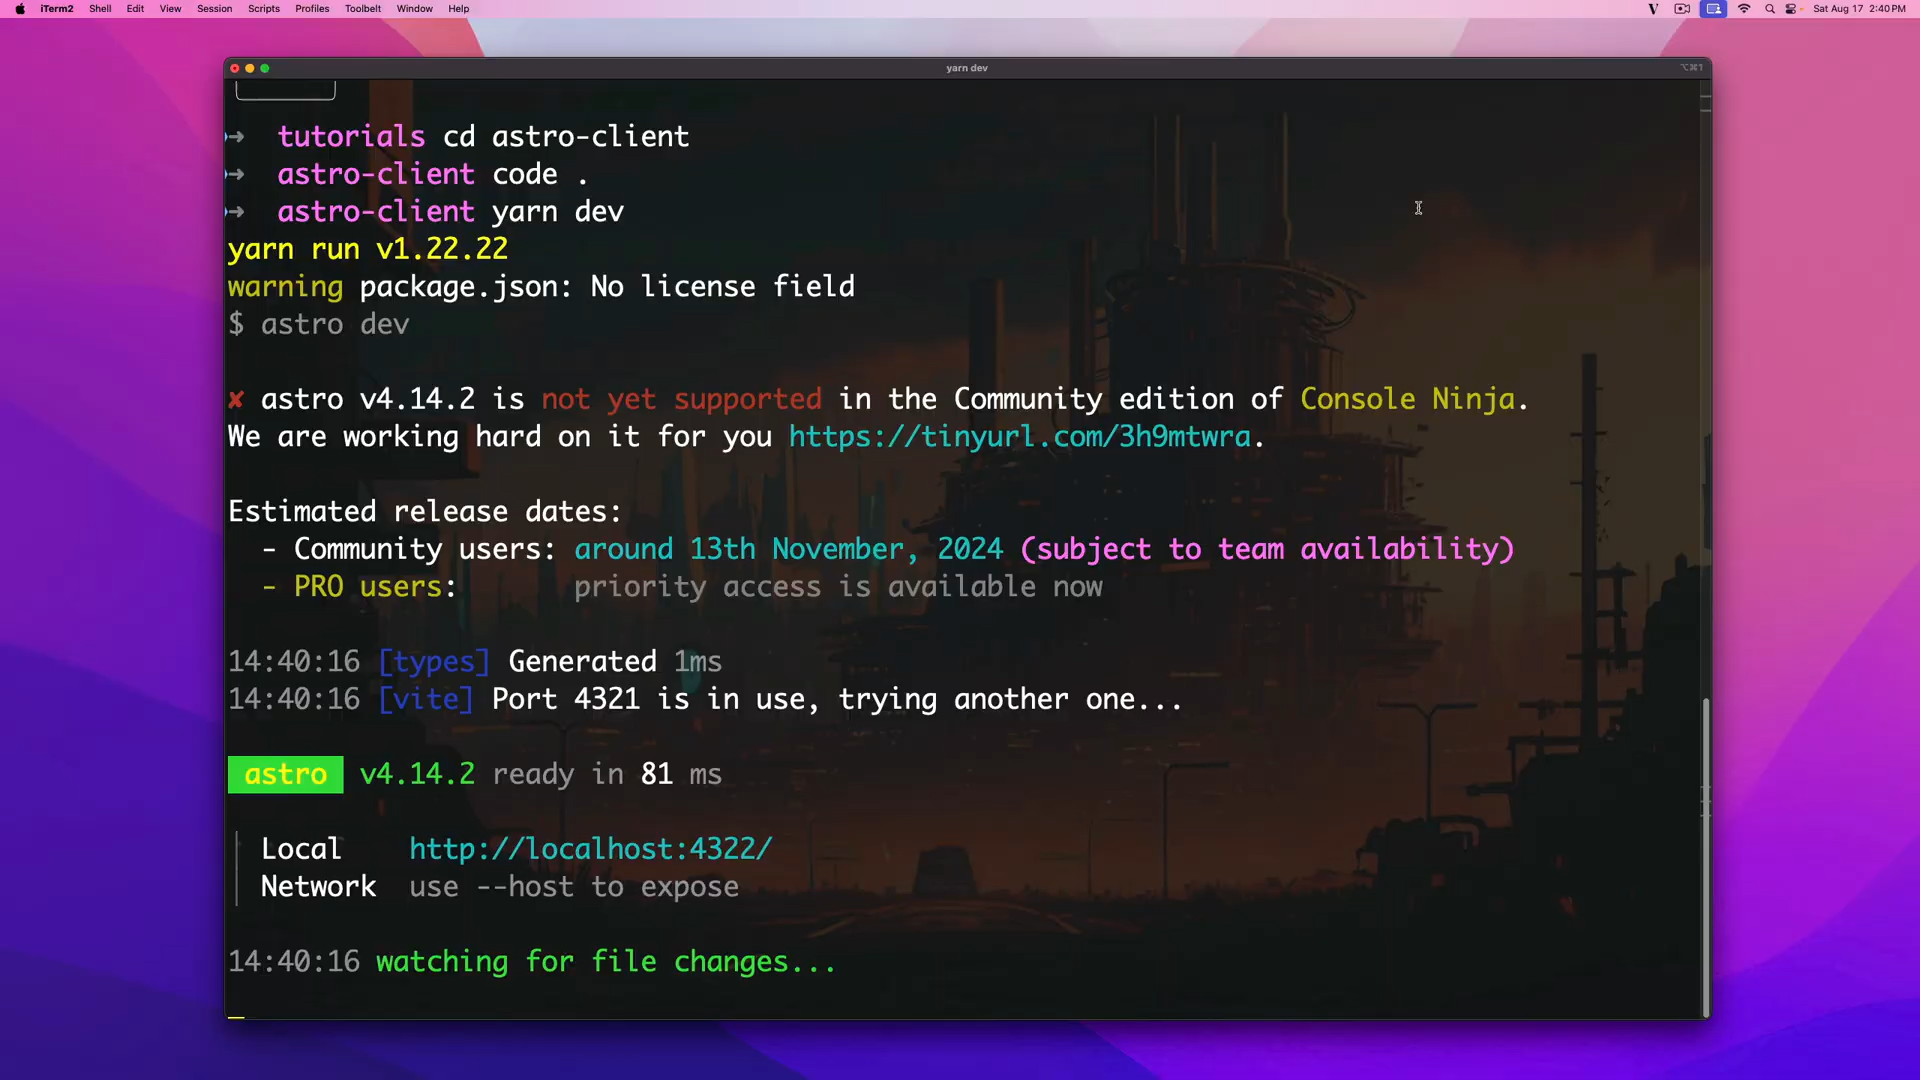 iTerm2 Shell Edit View Session Scripts Profiles Toolbelt Window Help Sat Aug 17 2:40 PM
yarn dev ⌥⌘1
→ tutorials cd astro-client
→ astro-client code .
→ astro-client yarn dev
yarn run v1.22.22
warning package.json: No license field
$ astro dev
✘ astro v4.14.2 is not yet supported in the Community edition of Console Ninja.
We are working hard on it for you https://tinyurl.com/3h9mtwra.
Estimated release dates:
- Community users: around 13th November, 2024 (subject to team availability)
- PRO users: priority access is available now
14:40:16 [types] Generated 1ms
14:40:16 [vite] Port 4321 is in use, trying another one...
astro v4.14.2 ready in 81 ms
Local http://localhost:4322/
Network use --host to expose
14:40:16 watching for file changes...